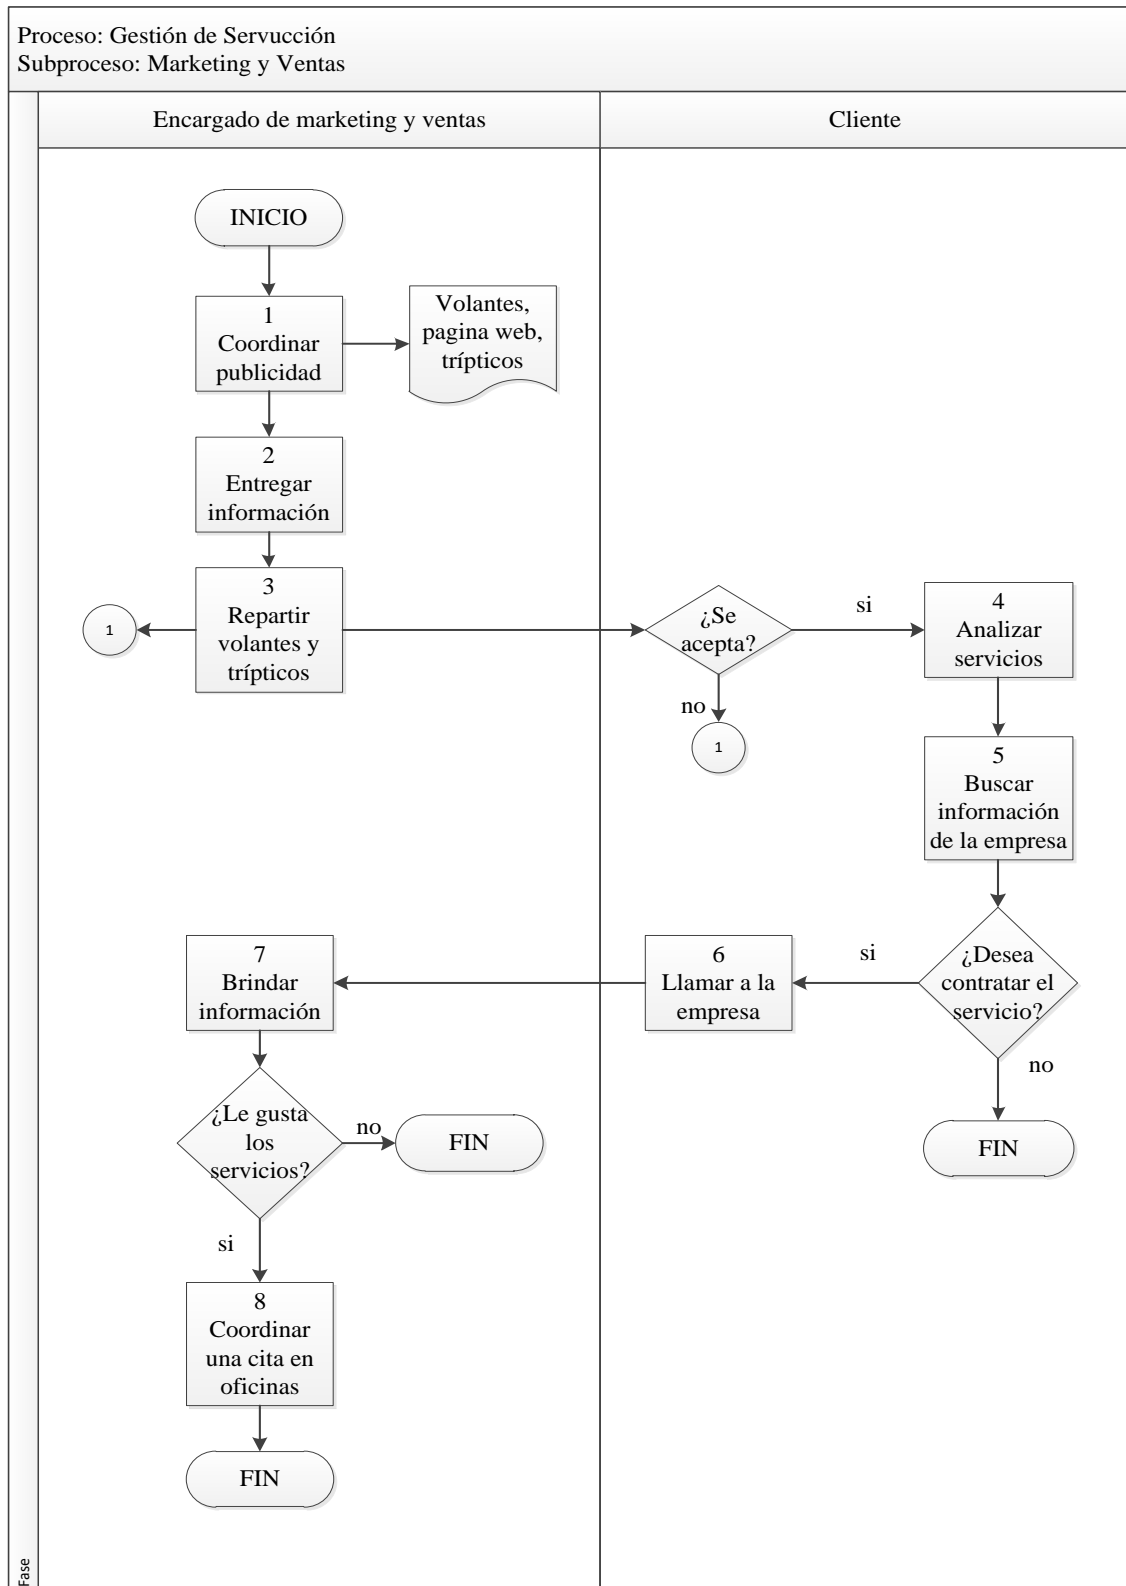 Proceso: Gestión de Servucción
Subproceso: Marketing y Ventas
Encargado de marketing y ventas
Cliente
INICIO
1
Coordinar
publicidad
Volantes,
pagina web,
trípticos
2
Entregar
información
3
Repartir
volantes y
trípticos
1
¿Se
acepta?
si
no
1
4
Analizar
servicios
5
Buscar
información
de la empresa
¿Desea
contratar el
servicio?
si
no
FIN
6
Llamar a la
empresa
7
Brindar
información
¿Le gusta
los
servicios?
no
FIN
si
8
Coordinar
una cita en
oficinas
FIN
Fase